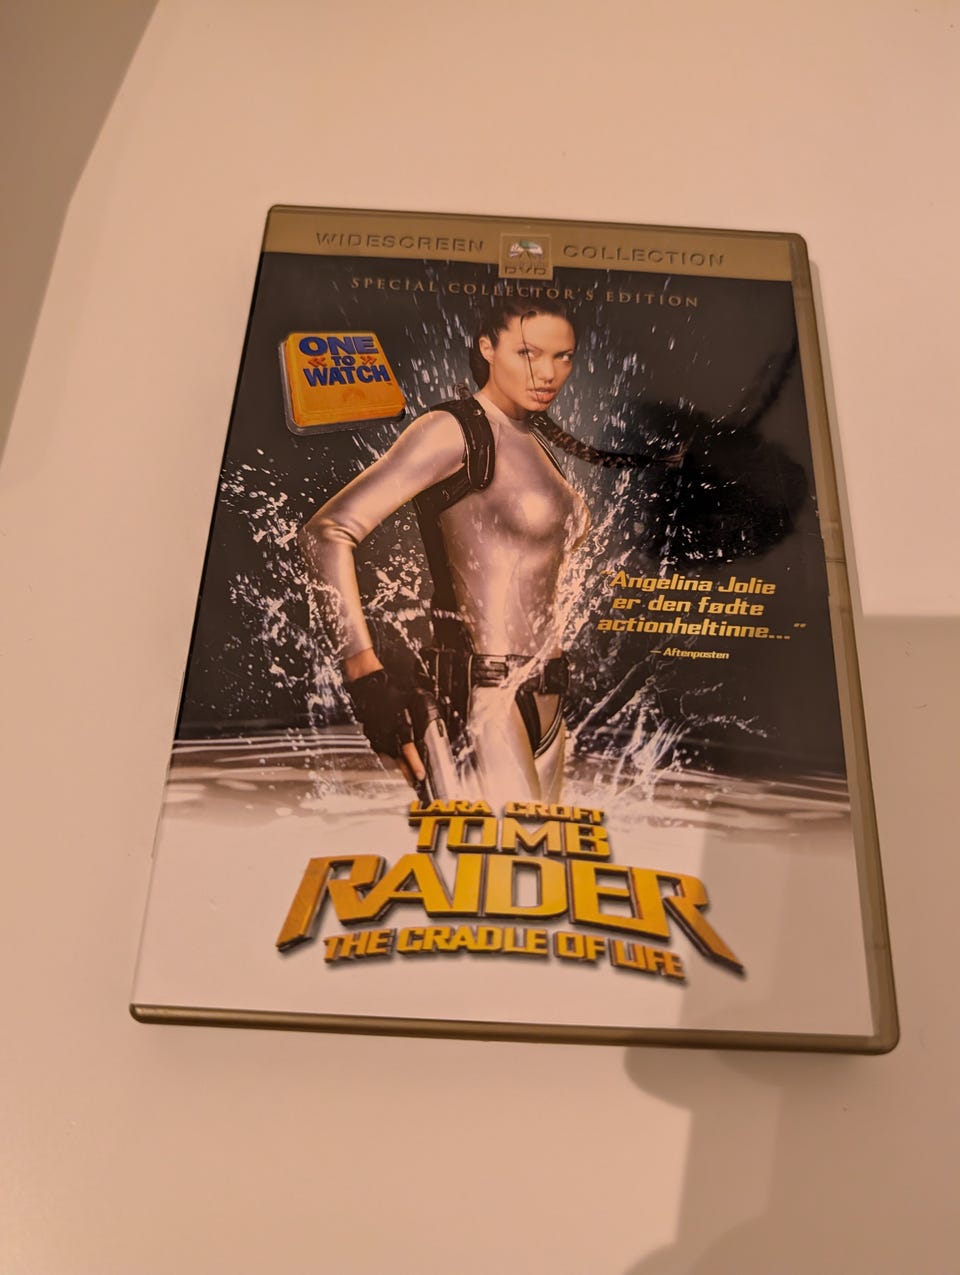 WIDESCREEN DVD COLLECTION
SPECIAL COLLECTOR'S EDITION
ONE
TO
WATCH
"Angelina Jolie
er den fødte
actionheltinne..."
— Aftenposten
LARA CROFT
TOMB
RAIDER
THE CRADLE OF LIFE